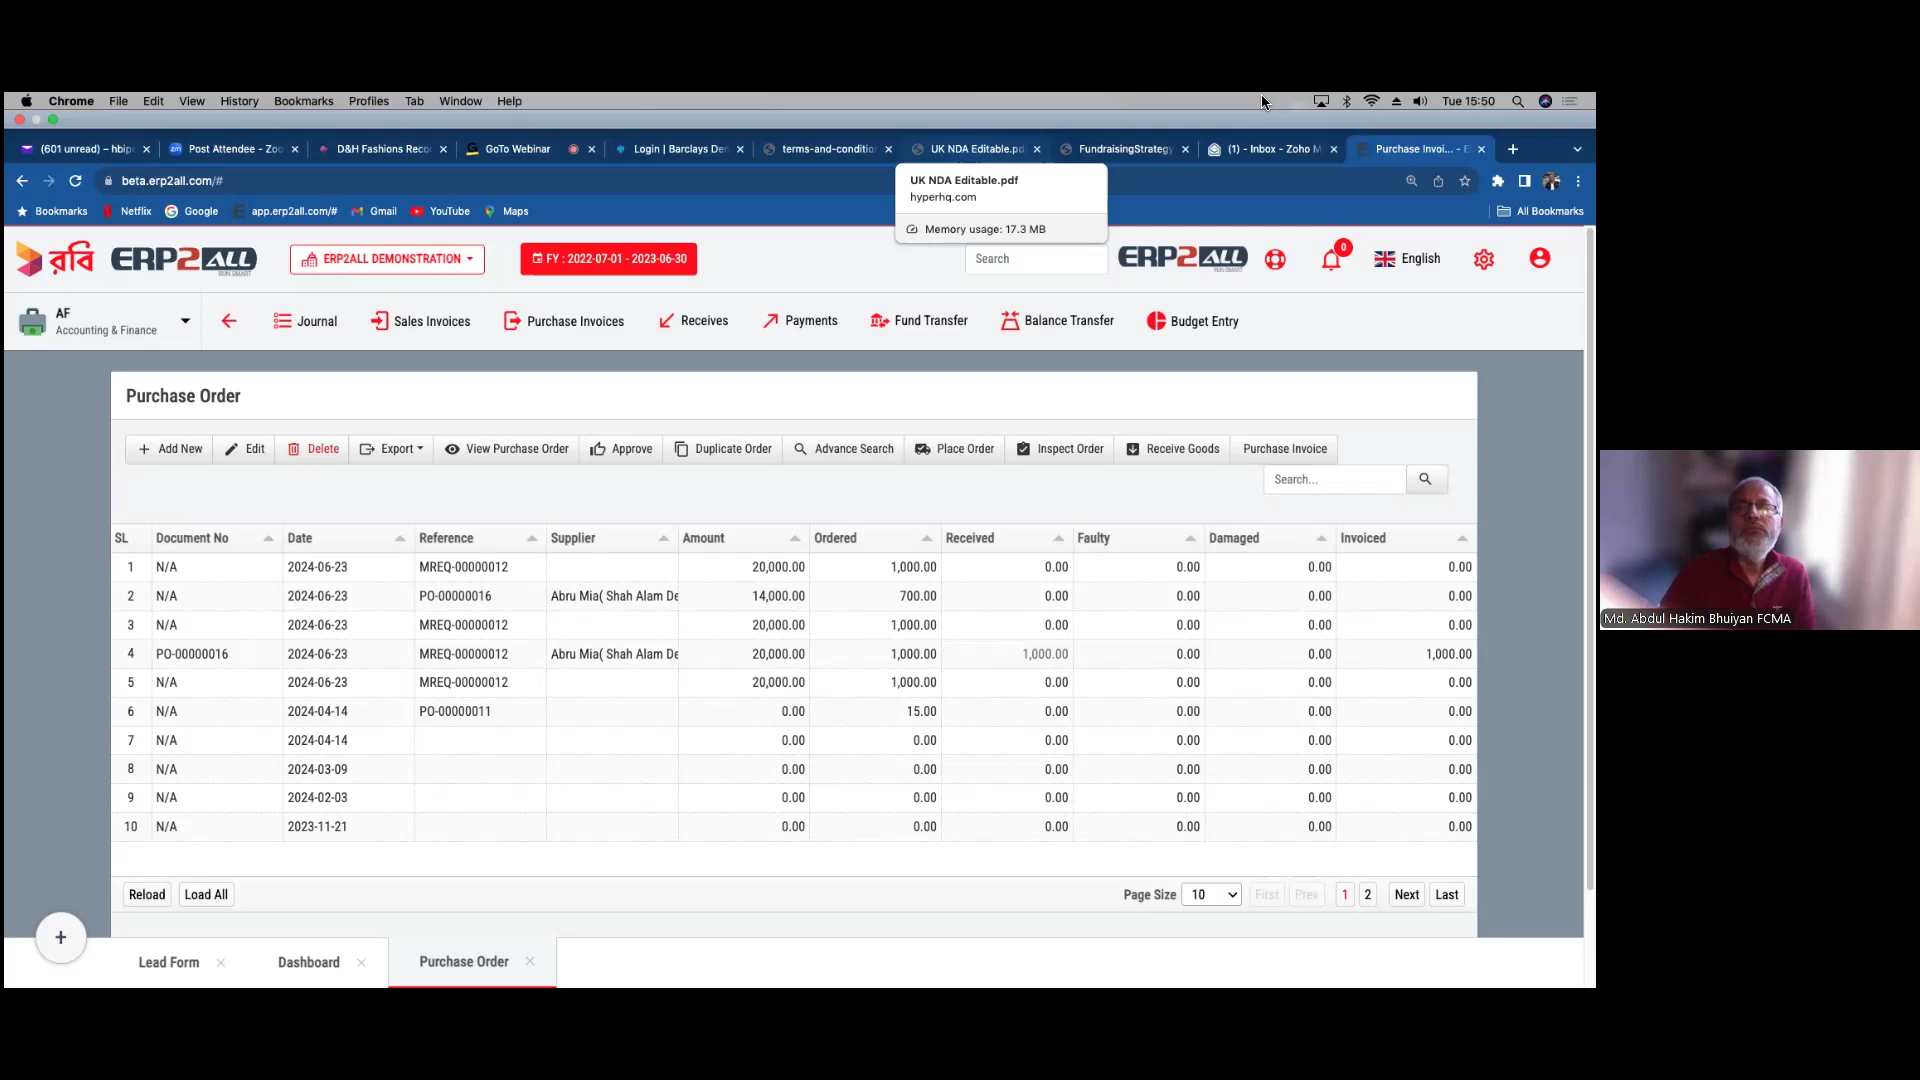 Chrome File Edit View History Bookmarks Profiles Tab Window Help Tue 15:50
(601 unread) – hbip Post Attendee - Zoo D&H Fashions Reco GoTo Webinar Login | Barclays De terms-and-conditio UK NDA Editable.pd FundraisingStrategy (1) - Inbox - Zoho M Purchase Invoi... - E
beta.erp2all.com/#
UK NDA Editable.pdf
hyperhq.com
Memory usage: 17.3 MB
Bookmarks Netflix Google app.erp2all.com/# Gmail YouTube Maps All Bookmarks
রবি ERP2ALL RUN SMART ERP2ALL DEMONSTRATION FY : 2022-07-01 - 2023-06-30 Search ERP2ALL RUN SMART 0 English
AF
Accounting & Finance
Journal Sales Invoices Purchase Invoices Receives Payments Fund Transfer Balance Transfer Budget Entry
Purchase Order
Add New Edit Delete Export View Purchase Order Approve Duplicate Order Advance Search Place Order Inspect Order Receive Goods Purchase Invoice
Search...
SL Document No Date Reference Supplier Amount Ordered Received Faulty Damaged Invoiced
1 N/A 2024-06-23 MREQ-00000012 20,000.00 1,000.00 0.00 0.00 0.00 0.00
2 N/A 2024-06-23 PO-00000016 Abru Mia( Shah Alam De 14,000.00 700.00 0.00 0.00 0.00 0.00
3 N/A 2024-06-23 MREQ-00000012 20,000.00 1,000.00 0.00 0.00 0.00 0.00
4 PO-00000016 2024-06-23 MREQ-00000012 Abru Mia( Shah Alam De 20,000.00 1,000.00 1,000.00 0.00 0.00 1,000.00
5 N/A 2024-06-23 MREQ-00000012 20,000.00 1,000.00 0.00 0.00 0.00 0.00
6 N/A 2024-04-14 PO-00000011 0.00 15.00 0.00 0.00 0.00 0.00
7 N/A 2024-04-14 0.00 0.00 0.00 0.00 0.00 0.00
8 N/A 2024-03-09 0.00 0.00 0.00 0.00 0.00 0.00
9 N/A 2024-02-03 0.00 0.00 0.00 0.00 0.00 0.00
10 N/A 2023-11-21 0.00 0.00 0.00 0.00 0.00 0.00
Reload Load All Page Size 10 First Prev 1 2 Next Last
Lead Form Dashboard Purchase Order
Md. Abdul Hakim Bhuiyan FCMA